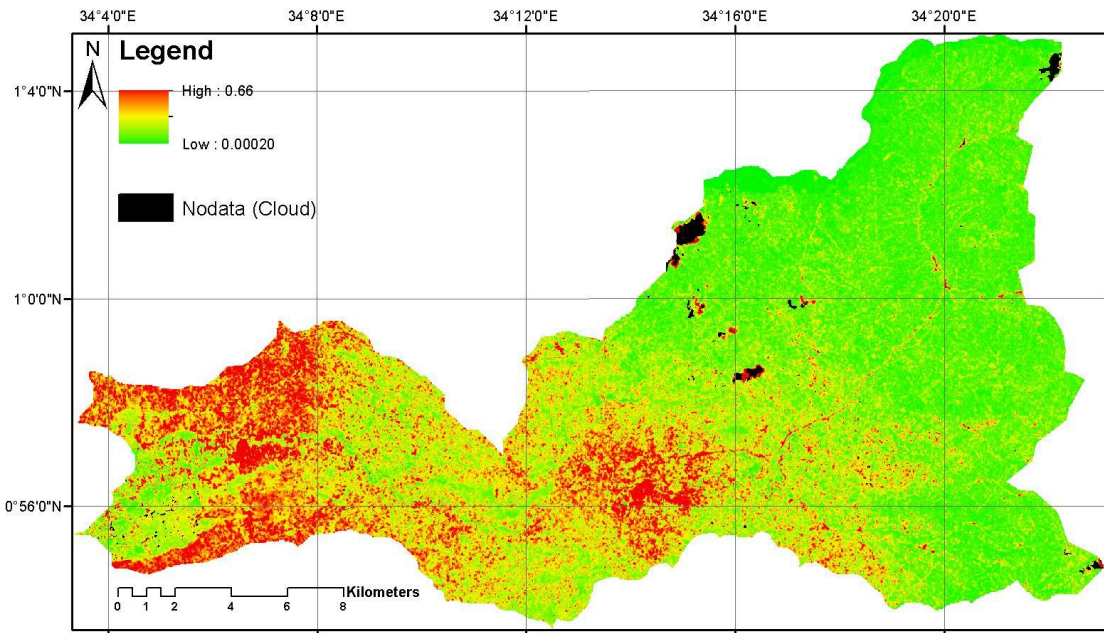 34°4'0"E 34°8'0"E 34°12'0"E 34°16'0"E 34°20'0"E
N Legend
High : 0.66
1°4'0"N
Low : 0.00020
Nodata (Cloud)
1°0'0"N
0°56'0"N
Kilometers
0 1 2 4 6 8